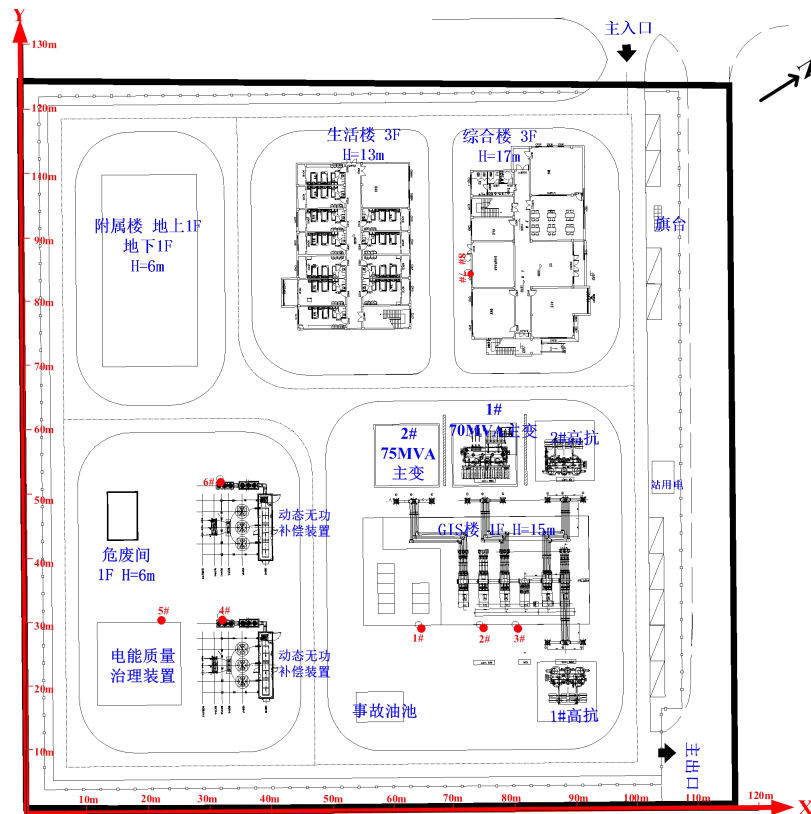 Y
130m
主入口
120m
生活楼 3F
H=13m
综合楼 3F
H=17m
110m
100m
附属楼 地上1F
地下1F
H=6m
旗台
90m
8#
7#
80m
70m
60m
1#
70MVA主变
2#
75MVA
主变
2#高抗
50m
6#
站用电
动态无功
补偿装置
GIS楼 1F H=15m
40m
危废间
1F H=6m
30m
5#
4#
1#
2#
3#
电能质量
治理装置
动态无功
补偿装置
20m
事故油池
1#高抗
10m
主出口
10m
20m
30m
40m
50m
60m
70m
80m
90m
100m
110m
120m
X